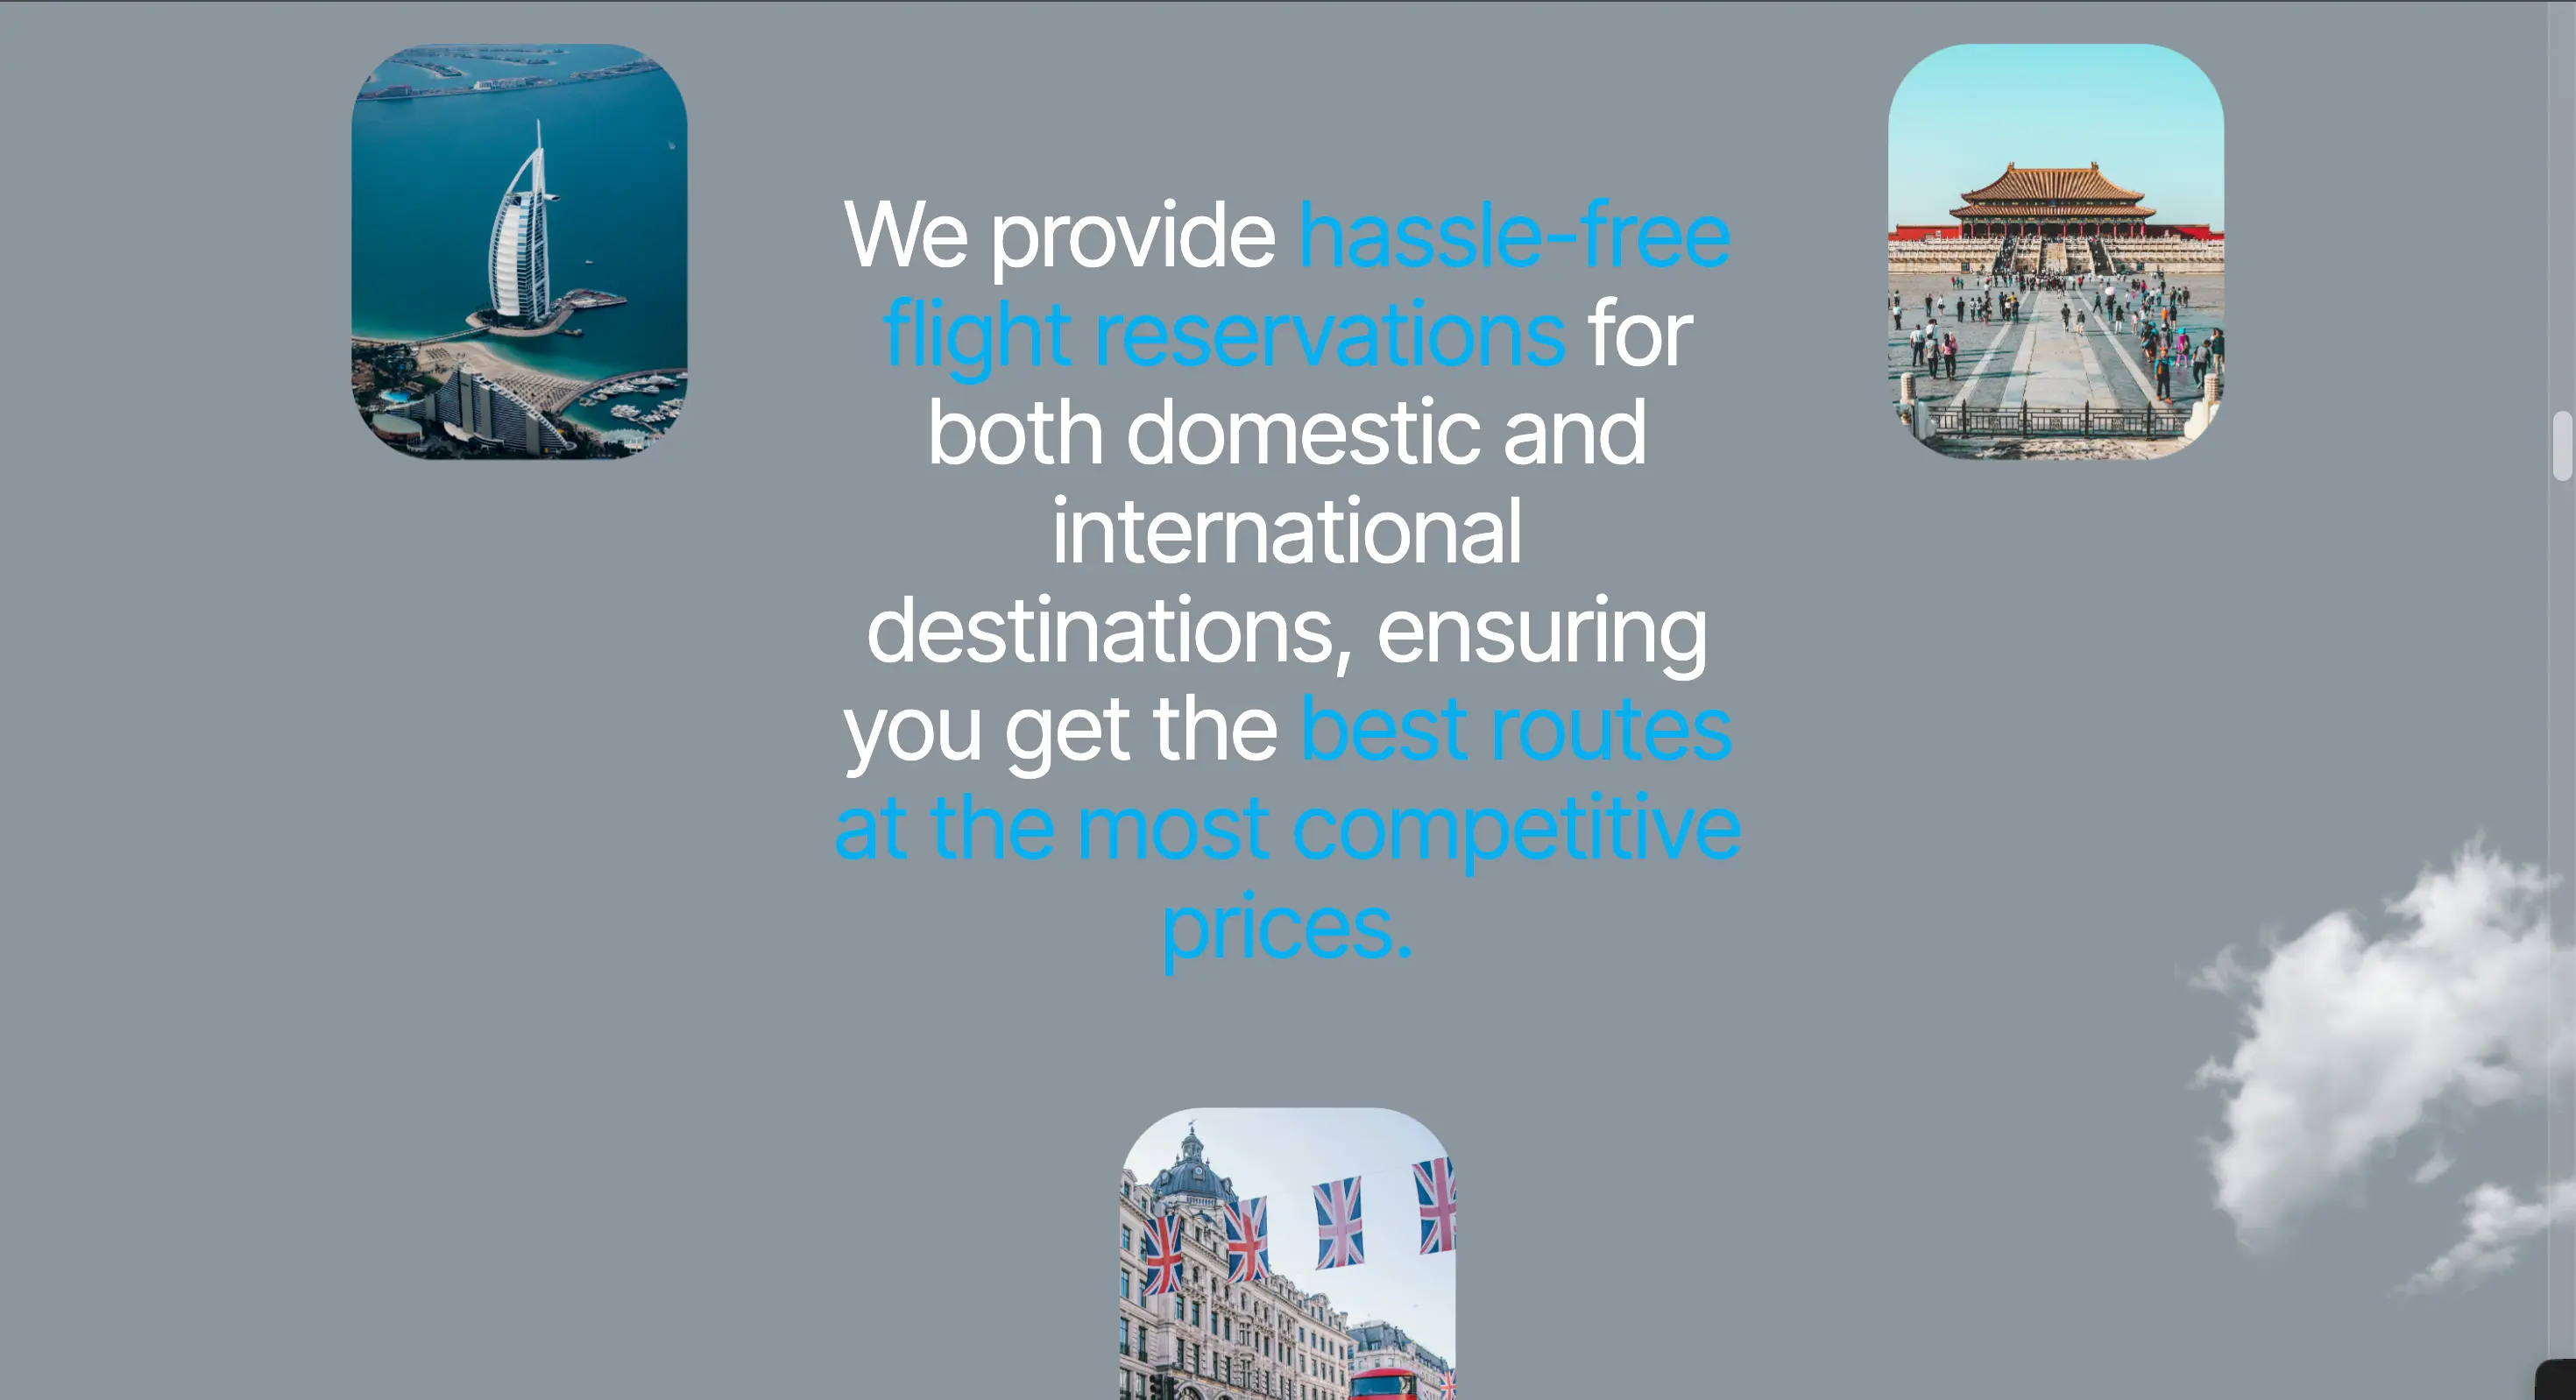 We provide hassle-free
flight reservations for
both domestic and
international
destinations, ensuring
you get the best routes
at the most competitive
prices.